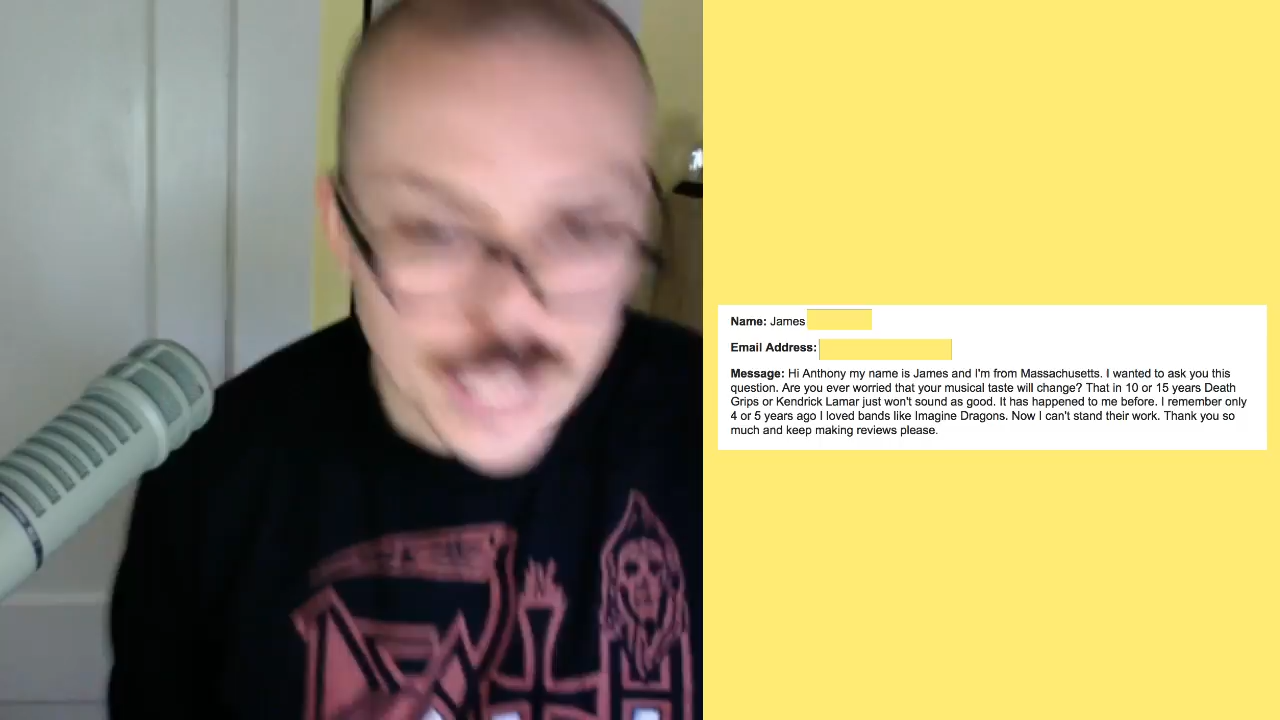 Name: James
Email Address:
Message: Hi Anthony my name is James and I'm from Massachusetts. I wanted to ask you this
question. Are you ever worried that your musical taste will change? That in 10 or 15 years Death
Grips or Kendrick Lamar just won't sound as good. It has happened to me before. I remember only
4 or 5 years ago I loved bands like Imagine Dragons. Now I can't stand their work. Thank you so
much and keep making reviews please.